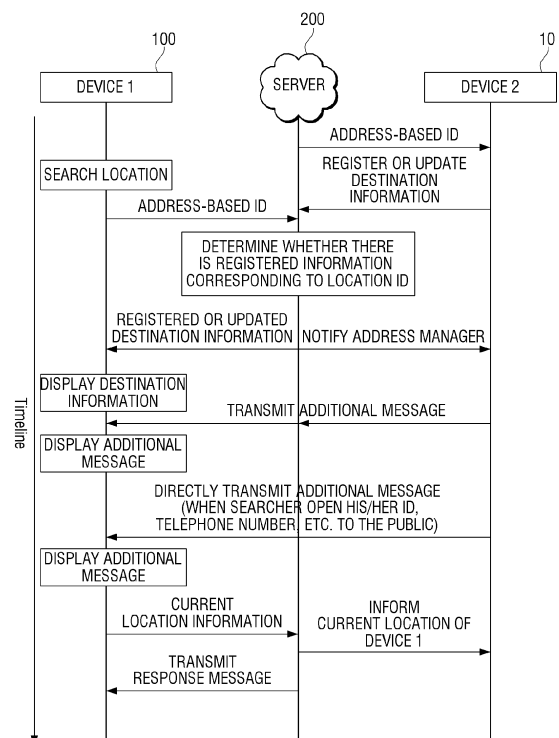 100
200
10
DEVICE 1
SERVER
DEVICE 2
ADDRESS-BASED ID
SEARCH LOCATION
REGISTER OR UPDATE
DESTINATION
INFORMATION
ADDRESS-BASED ID
DETERMINE WHETHER THERE
IS REGISTERED INFORMATION
CORRESPONDING TO LOCATION ID
REGISTERED OR UPDATED
DESTINATION INFORMATION
NOTIFY ADDRESS MANAGER
DISPLAY DESTINATION
INFORMATION
TRANSMIT ADDITIONAL MESSAGE
Timeline
DISPLAY ADDITIONAL
MESSAGE
DIRECTLY TRANSMIT ADDITIONAL MESSAGE
(WHEN SEARCHER OPEN HIS/HER ID,
TELEPHONE NUMBER, ETC. TO THE PUBLIC)
DISPLAY ADDITIONAL
MESSAGE
CURRENT
LOCATION INFORMATION
INFORM
CURRENT LOCATION OF
DEVICE 1
TRANSMIT
RESPONSE MESSAGE